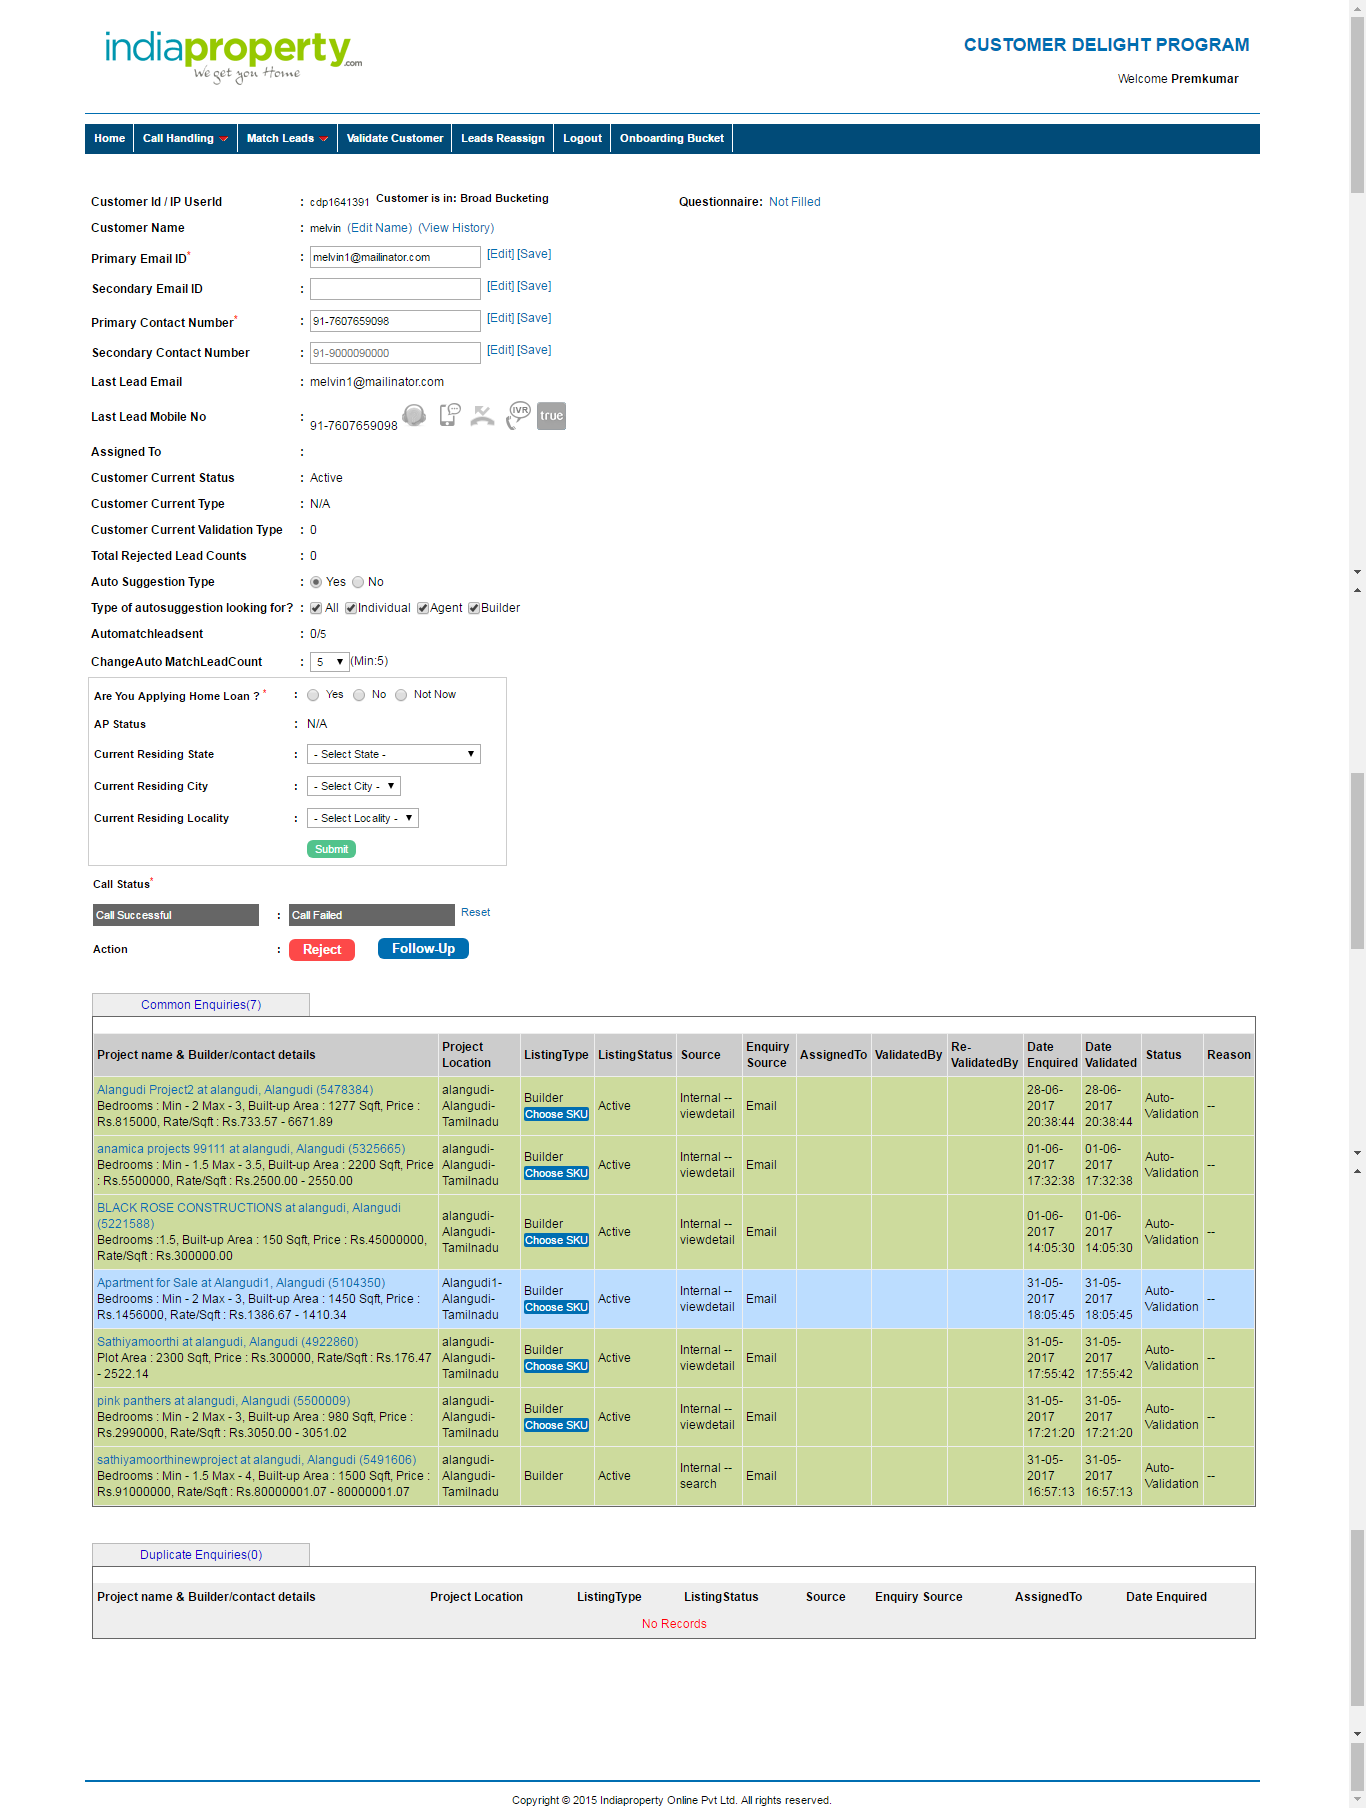 indiaproperty.com
We get you Home
CUSTOMER DELIGHT PROGRAM
Welcome Premkumar
Home Call Handling Match Leads Validate Customer Leads Reassign Logout Onboarding Bucket
Customer Id / IP UserId : cdp1641391 Customer is in: Broad Bucketing Questionnaire: Not Filled
Customer Name : melvin (Edit Name) (View History)
Primary Email ID* : melvin1@mailinator.com [Edit] [Save]
Secondary Email ID : [Edit] [Save]
Primary Contact Number* : 91-7607659098 [Edit] [Save]
Secondary Contact Number : 91-9000090000 [Edit] [Save]
Last Lead Email : melvin1@mailinator.com
Last Lead Mobile No : 91-7607659098 IVR true
Assigned To :
Customer Current Status : Active
Customer Current Type : N/A
Customer Current Validation Type : 0
Total Rejected Lead Counts : 0
Auto Suggestion Type : Yes No
Type of autosuggestion looking for? : All Individual Agent Builder
Automatchleadsent : 0/5
ChangeAuto MatchLeadCount : 5 (Min:5)
Are You Applying Home Loan ? * : Yes No Not Now
AP Status : N/A
Current Residing State : - Select State -
Current Residing City : - Select City -
Current Residing Locality : - Select Locality -
Submit
Call Status*
Call Successful : Call Failed Reset
Action : Reject Follow-Up
Common Enquiries(7)
Project name & Builder/contact details Project Location ListingType ListingStatus Source Enquiry Source AssignedTo ValidatedBy Re-ValidatedBy Date Enquired Date Validated Status Reason
Alangudi Project2 at alangudi, Alangudi (5478384)
Bedrooms : Min - 2 Max - 3, Built-up Area : 1277 Sqft, Price :
Rs.815000, Rate/Sqft : Rs.733.57 - 6671.89
alangudi-Alangudi-Tamilnadu Builder Choose SKU Active Internal -- viewdetail Email 28-06-2017 20:38:44 28-06-2017 20:38:44 Auto-Validation --
anamica projects 99111 at alangudi, Alangudi (5325665)
Bedrooms : Min - 1.5 Max - 3.5, Built-up Area : 2200 Sqft, Price
: Rs.5500000, Rate/Sqft : Rs.2500.00 - 2550.00
alangudi-Alangudi-Tamilnadu Builder Choose SKU Active Internal -- viewdetail Email 01-06-2017 17:32:38 01-06-2017 17:32:38 Auto-Validation --
BLACK ROSE CONSTRUCTIONS at alangudi, Alangudi
(5221588)
Bedrooms :1.5, Built-up Area : 150 Sqft, Price : Rs.45000000,
Rate/Sqft : Rs.300000.00
alangudi-Alangudi-Tamilnadu Builder Choose SKU Active Internal -- viewdetail Email 01-06-2017 14:05:30 01-06-2017 14:05:30 Auto-Validation --
Apartment for Sale at Alangudi1, Alangudi (5104350)
Bedrooms : Min - 2 Max - 3, Built-up Area : 1450 Sqft, Price :
Rs.1456000, Rate/Sqft : Rs.1386.67 - 1410.34
Alangudi1-Alangudi-Tamilnadu Builder Choose SKU Active Internal -- viewdetail Email 31-05-2017 18:05:45 31-05-2017 18:05:45 Auto-Validation --
Sathiyamoorthi at alangudi, Alangudi (4922860)
Plot Area : 2300 Sqft, Price : Rs.300000, Rate/Sqft : Rs.176.47
- 2522.14
alangudi-Alangudi-Tamilnadu Builder Choose SKU Active Internal -- viewdetail Email 31-05-2017 17:55:42 31-05-2017 17:55:42 Auto-Validation --
pink panthers at alangudi, Alangudi (5500009)
Bedrooms : Min - 2 Max - 3, Built-up Area : 980 Sqft, Price :
Rs.2990000, Rate/Sqft : Rs.3050.00 - 3051.02
alangudi-Alangudi-Tamilnadu Builder Choose SKU Active Internal -- viewdetail Email 31-05-2017 17:21:20 31-05-2017 17:21:20 Auto-Validation --
sathiyamoorthinewproject at alangudi, Alangudi (5491606)
Bedrooms : Min - 1.5 Max - 4, Built-up Area : 1500 Sqft, Price :
Rs.91000000, Rate/Sqft : Rs.80000001.07 - 80000001.07
alangudi-Alangudi-Tamilnadu Builder Active Internal -- search Email 31-05-2017 16:57:13 31-05-2017 16:57:13 Auto-Validation --
Duplicate Enquiries(0)
Project name & Builder/contact details Project Location ListingType ListingStatus Source Enquiry Source AssignedTo Date Enquired
No Records
Copyright © 2015 Indiaproperty Online Pvt Ltd. All rights reserved.